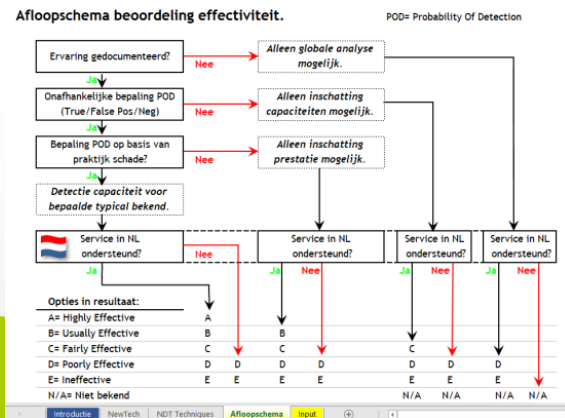 Afloopschema beoordeling effectiviteit.
POD= Probability Of Detection
Ervaring gedocumenteerd?
Nee
Alleen globale analyse
mogelijk.
Ja
Onafhankelijke bepaling POD
(True/False Pos/Neg)
Nee
Alleen inschatting
capaciteiten mogelijk.
Ja
Bepaling POD op basis van
praktijk schade?
Nee
Alleen inschatting
prestatie mogelijk.
Ja
Detectie capaciteit voor
bepaalde typical bekend.
Service in NL
ondersteund?
Nee
Service in NL
ondersteund?
Service in NL
ondersteund?
Service in NL
ondersteund?
Ja
Ja Nee
Ja Nee
Ja Nee
Opties in resultaat:
A= Highly Effective A
B= Usually Effective B B
C= Fairly Effective C C C
D= Poorly Effective D D D D D D D
E= Ineffective E E E E E E E
N/A= Niet bekend N/A N/A N/A N/A
Introductie NewTech NDT Techniques Afloopschema Input